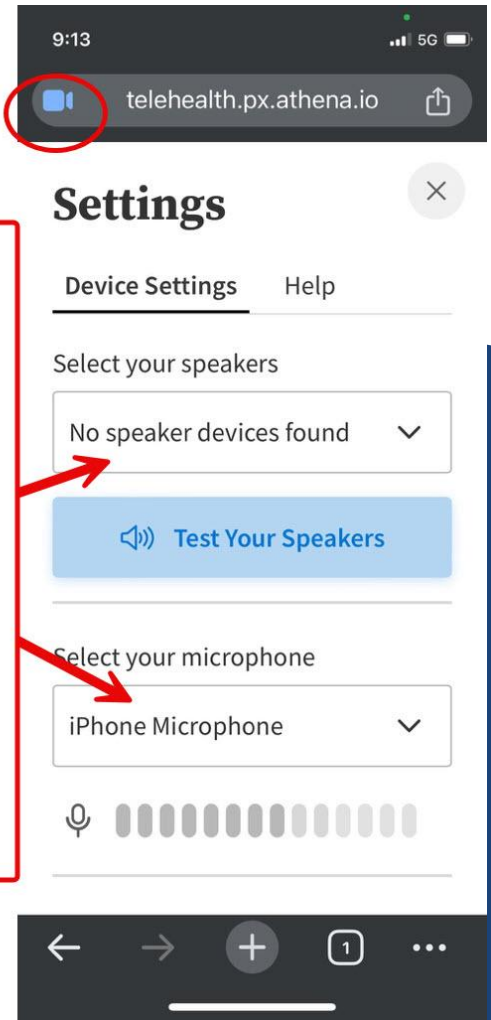 9:13
5G
telehealth.px.athena.io
Settings
Device Settings Help
Select your speakers
No speaker devices found
Test Your Speakers
Select your microphone
iPhone Microphone
1